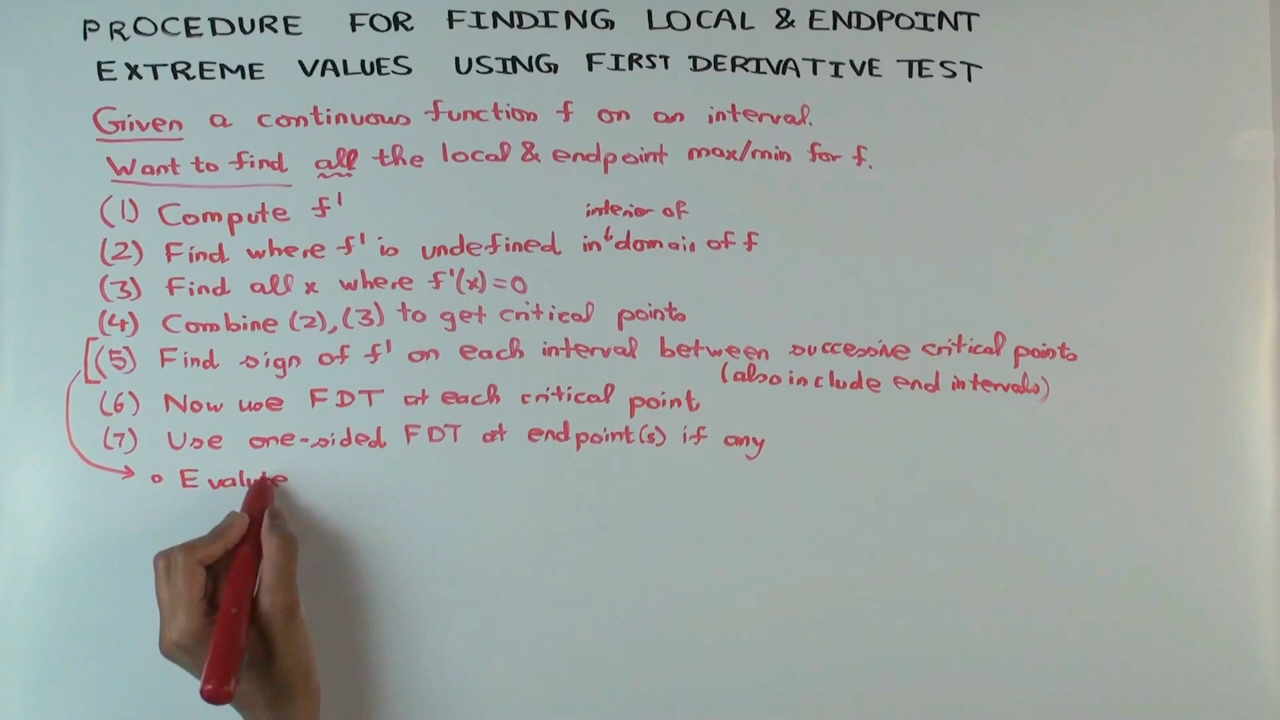 PROCEDURE FOR FINDING LOCAL & ENDPOINT
EXTREME VALUES USING FIRST DERIVATIVE TEST
Given a continuous function f on an interval.
Want to find all the local & endpoint max/min for f.
(1) Compute f'
interior of
(2) Find where f' is undefined in domain of f
(3) Find all x where f'(x)=0
(4) Combine (2),(3) to get critical points
(5) Find sign of f' on each interval between successive critical points
(also include end intervals)
(6) Now use FDT at each critical point,
(7) Use one-sided FDT at endpoint(s) if any
• Evalute